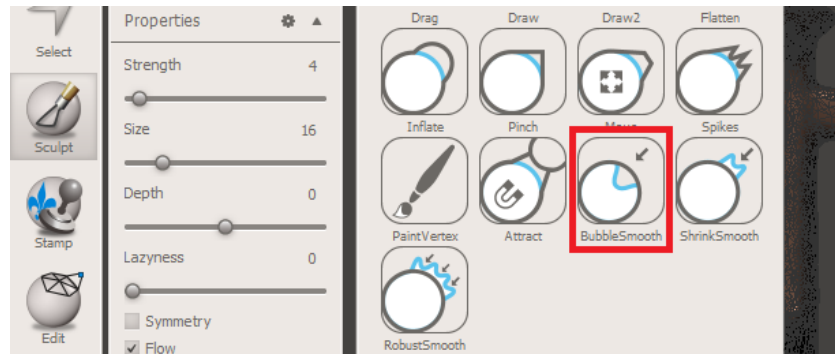 Select
Sculpt
Stamp
Edit
Properties
Strength 4
Size 16
Depth 0
Lazyness 0
Symmetry
Flow
Drag Draw Draw2 Flatten
Inflate Pinch Move Spikes
PaintVertex Attract BubbleSmooth ShrinkSmooth
RobustSmooth